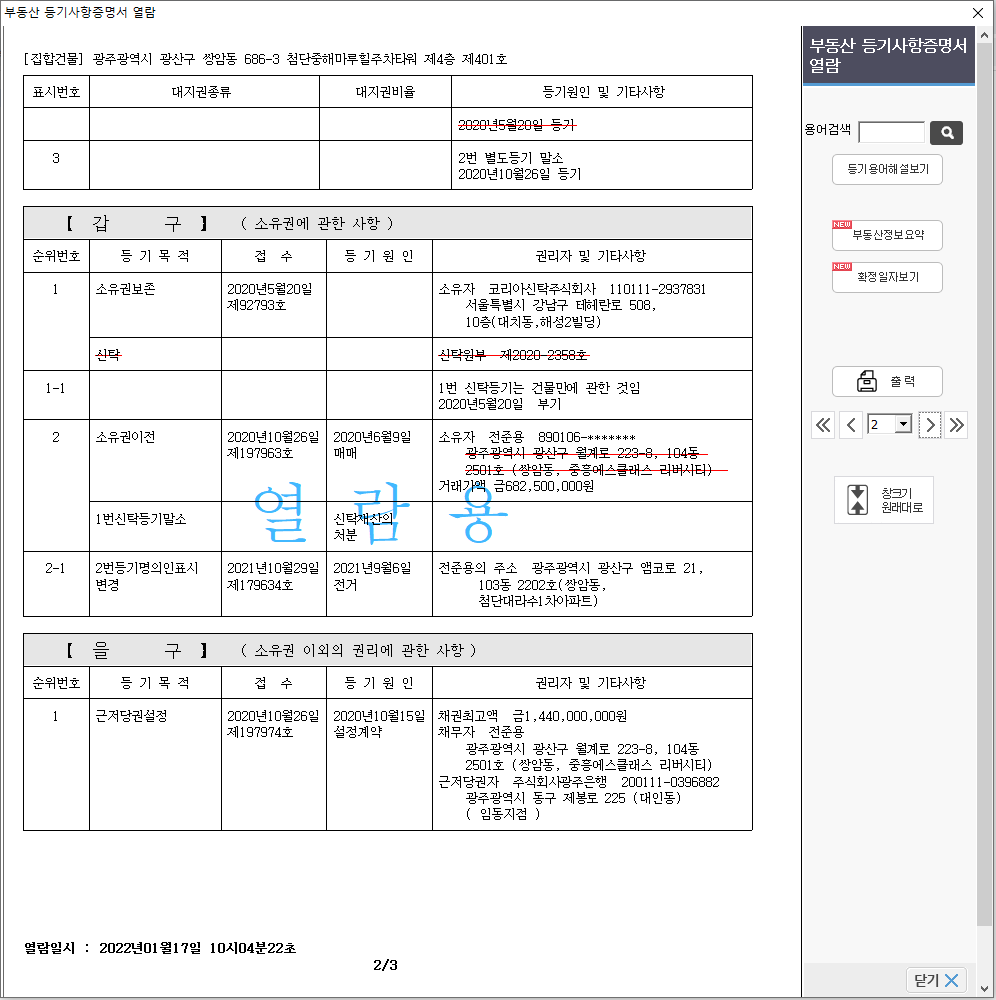 부동산 등기사항증명서 열람
[집합건물] 광주광역시 광산구 쌍암동 686-3 첨단중해마루힐주차타워 제4층 제401호
표시번호 대지권종류 대지권비율 등기원인 및 기타사항
2020년5월20일 등기
3 2번 별도등기 말소
2020년10월26일 등기
【 갑 구 】 ( 소유권에 관한 사항 )
순위번호 등 기 목 적 접 수 등 기 원 인 권리자 및 기타사항
1 소유권보존 2020년5월20일 소유자 코리아신탁주식회사 110111-2937831
제92793호 서울특별시 강남구 테헤란로 508,
10층(대치동,해성2빌딩)
신탁 신탁원부 제2020-2358호
1-1 1번 신탁등기는 건물만에 관한 것임
2020년5월20일 부기
2 소유권이전 2020년10월26일 2020년6월9일 소유자 전준용 890106-*******
제197963호 매매 광주광역시 광산구 월계로 223-8, 104동
2501호 (쌍암동, 중흥에스클래스 리버시티)
거래가액 금682,500,000원
1번신탁등기말소 신탁재산의
처분
열 람 용
2-1 2번등기명의인표시 2021년10월29일 2021년9월6일 전준용의 주소 광주광역시 광산구 앰코로 21,
변경 제179634호 전거 103동 2202호(쌍암동,
첨단대라수1차아파트)
【 을 구 】 ( 소유권 이외의 권리에 관한 사항 )
순위번호 등 기 목 적 접 수 등 기 원 인 권리자 및 기타사항
1 근저당권설정 2020년10월26일 2020년10월15일 채권최고액 금1,440,000,000원
제197974호 설정계약 채무자 전준용
광주광역시 광산구 월계로 223-8, 104동
2501호 (쌍암동, 중흥에스클래스 리버시티)
근저당권자 주식회사광주은행 200111-0396882
광주광역시 동구 제봉로 225 (대인동)
( 임동지점 )
열람일시 : 2022년01월17일 10시04분22초
2/3
부동산 등기사항증명서
열람
용어검색
등기용어해설보기
NEW
부동산정보요약
NEW
확정일자보기
출력
2
창크기
원래대로
닫기